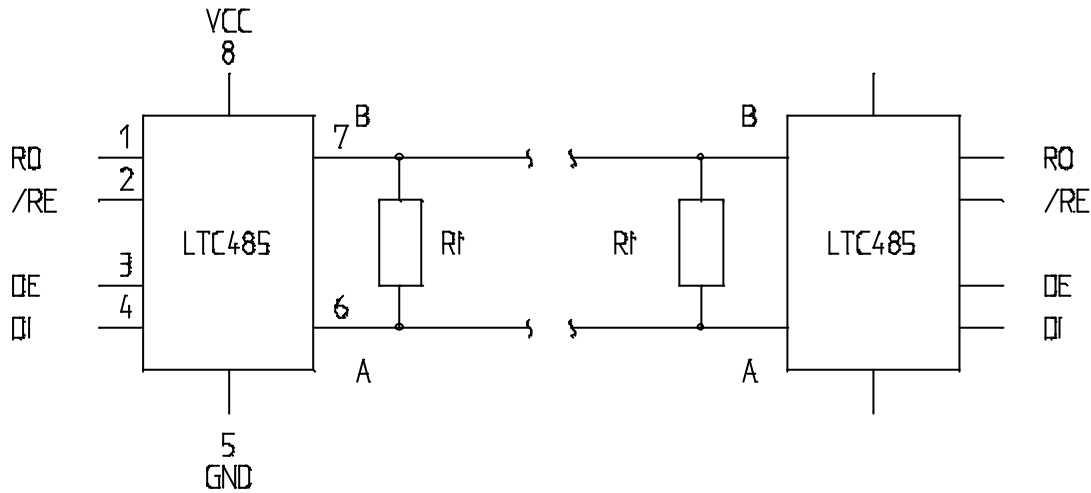 VCC
8
B
B
1
7
RO
RO
2
/RE
/RE
LTC485
Rt
Rt
LTC485
3
DE
DE
4
6
DI
DI
A
A
5
GND